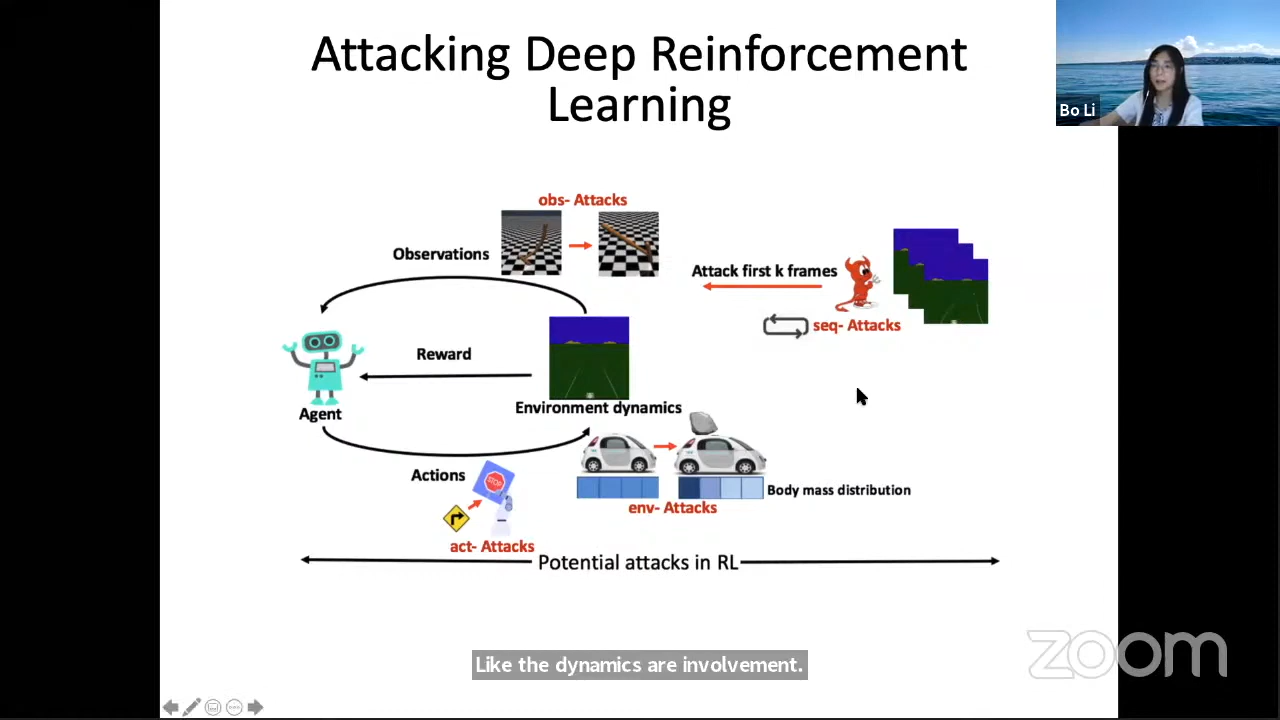 Attacking Deep Reinforcement
Learning
Bo Li
obs- Attacks
Observations
Attack first k frames
seq- Attacks
Reward
Agent
Environment dynamics
Actions
STOP
Body mass distribution
env- Attacks
act- Attacks
Potential attacks in RL
Like the dynamics are involvement.
zoom